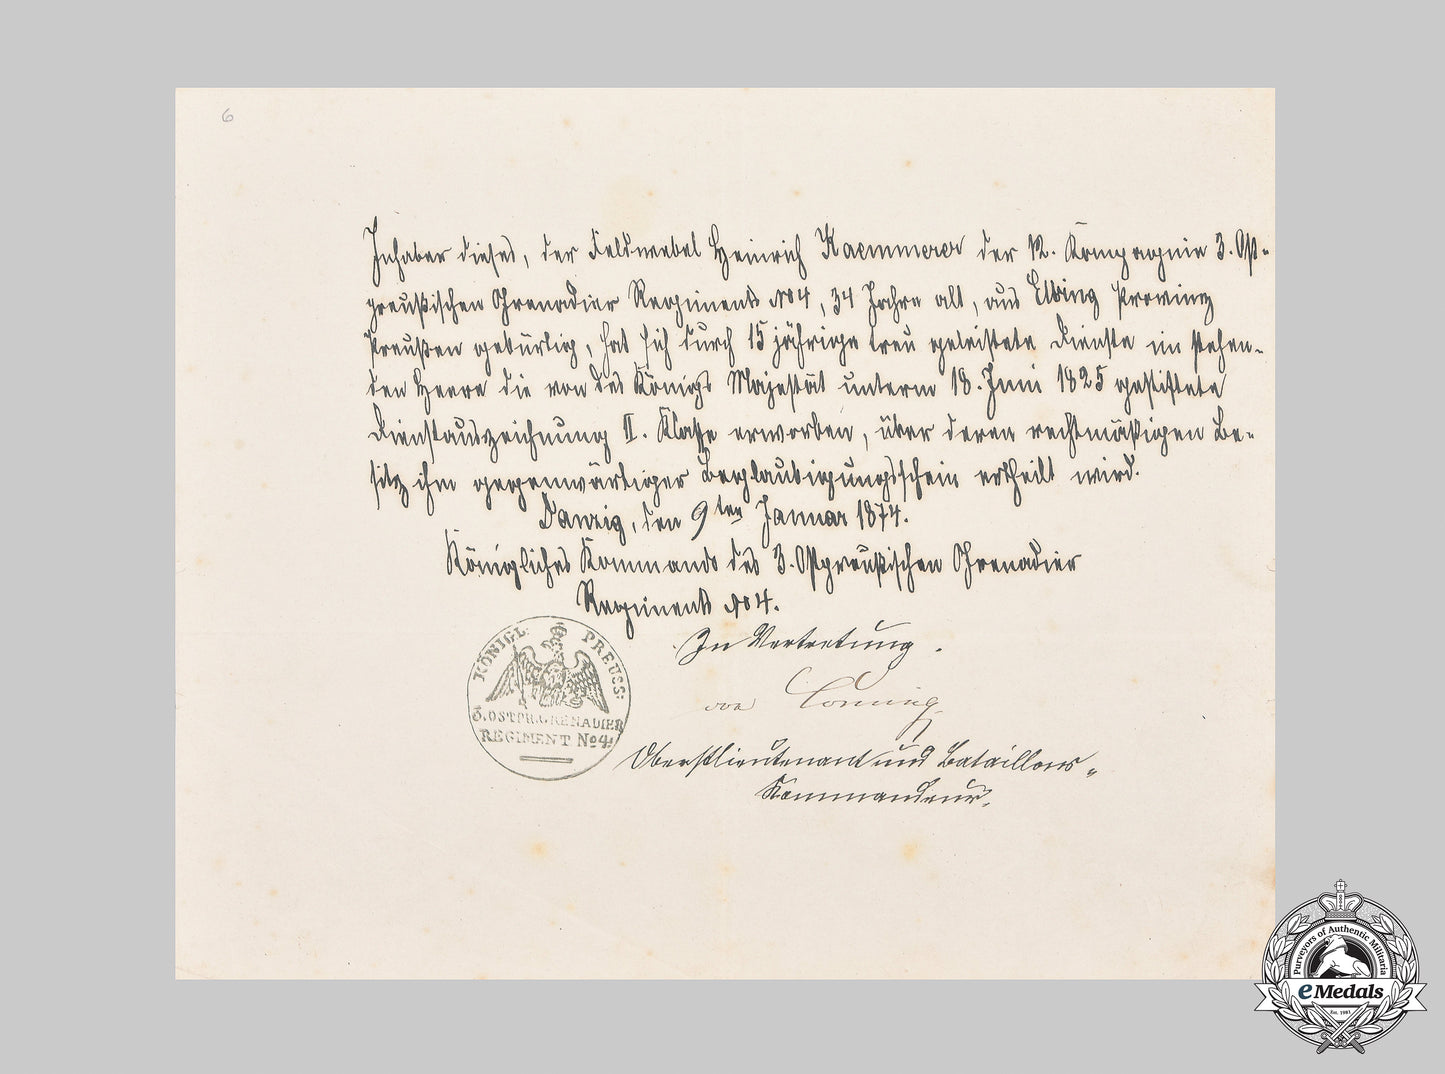 6
Inhaber dieses, der Feldwebel Heinrich Kaemmerer der 12. Kompagnie 3. Ost-
preußischen Grenadier Regiments No 4, 34 Jahre alt, aus Elbing Provinz
Preußen gebürtig, hat sich durch 15 jährige treu geleistete Dienste im stehen-
den Heere die von des Königs Majestät unterm 18. Juni 1825 gestiftete
Dienstauszeichnung II. Klasse erworben, über deren rechtmäßigen Be-
sitz ihm gegenwärtiger Beglaubigungsschein ertheilt wird.
Danzig, den 9ten Januar 1874.
Königliches Kommando des 3. Ostpreußischen Grenadier
Regiments No 4.
In Vertretung.
von
Oberstlieutenant und Bataillons-
Kommandeur.
KÖNIGL: PREUSS:
3. OSTPR. GRENADIER
REGIMENT No 4.
Purveyors of Authentic Militaria
eMedals
Est. 1981